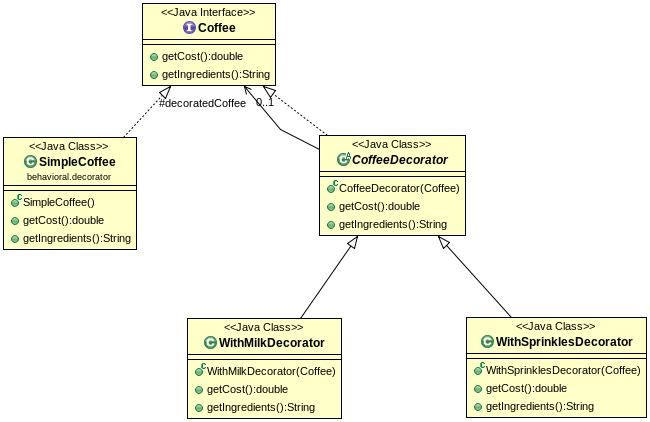 <<Java Interface>>
Coffee
getCost():double
getIngredients():String
#decoratedCoffee
0..1
<<Java Class>>
SimpleCoffee
behavioral.decorator
SimpleCoffee()
getCost():double
getIngredients():String
<<Java Class>>
CoffeeDecorator
CoffeeDecorator(Coffee)
getCost():double
getIngredients():String
<<Java Class>>
WithMilkDecorator
WithMilkDecorator(Coffee)
getCost():double
getIngredients():String
<<Java Class>>
WithSprinklesDecorator
WithSprinklesDecorator(Coffee)
getCost():double
getIngredients():String